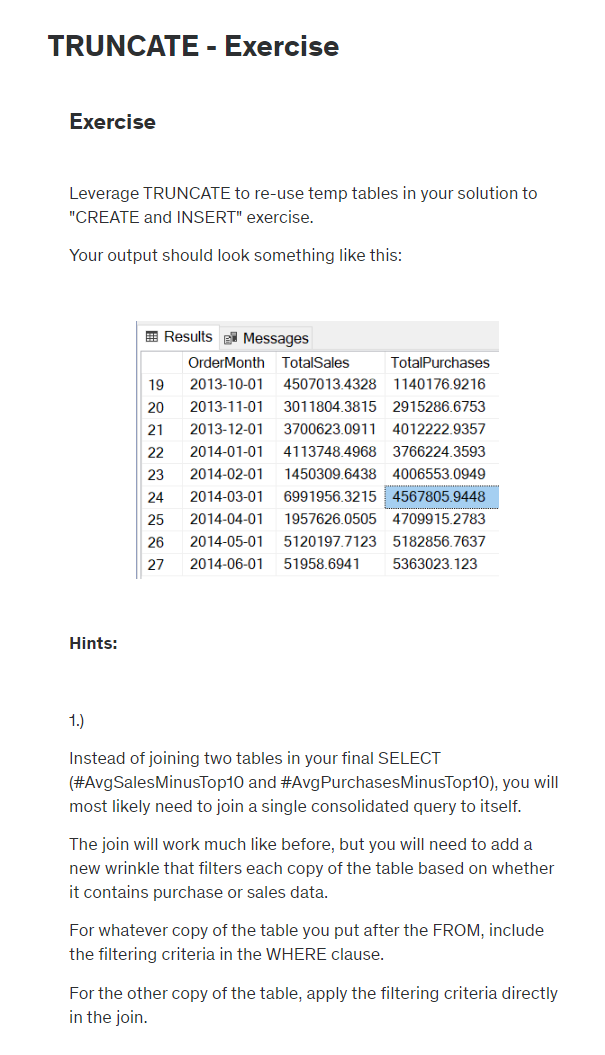 TRUNCATE - Exercise
Exercise
Leverage TRUNCATE to re-use temp tables in your solution to
"CREATE and INSERT" exercise.
Your output should look something like this:
Results Messages
OrderMonth TotalSales TotalPurchases
19 2013-10-01 4507013.4328 1140176.9216
20 2013-11-01 3011804.3815 2915286.6753
21 2013-12-01 3700623.0911 4012222.9357
22 2014-01-01 4113748.4968 3766224.3593
23 2014-02-01 1450309.6438 4006553.0949
24 2014-03-01 6991956.3215 4567805.9448
25 2014-04-01 1957626.0505 4709915.2783
26 2014-05-01 5120197.7123 5182856.7637
27 2014-06-01 51958.6941 5363023.123
Hints:
1.)
Instead of joining two tables in your final SELECT
(#AvgSalesMinusTop10 and #AvgPurchasesMinusTop10), you will
most likely need to join a single consolidated query to itself.
The join will work much like before, but you will need to add a
new wrinkle that filters each copy of the table based on whether
it contains purchase or sales data.
For whatever copy of the table you put after the FROM, include
the filtering criteria in the WHERE clause.
For the other copy of the table, apply the filtering criteria directly
in the join.